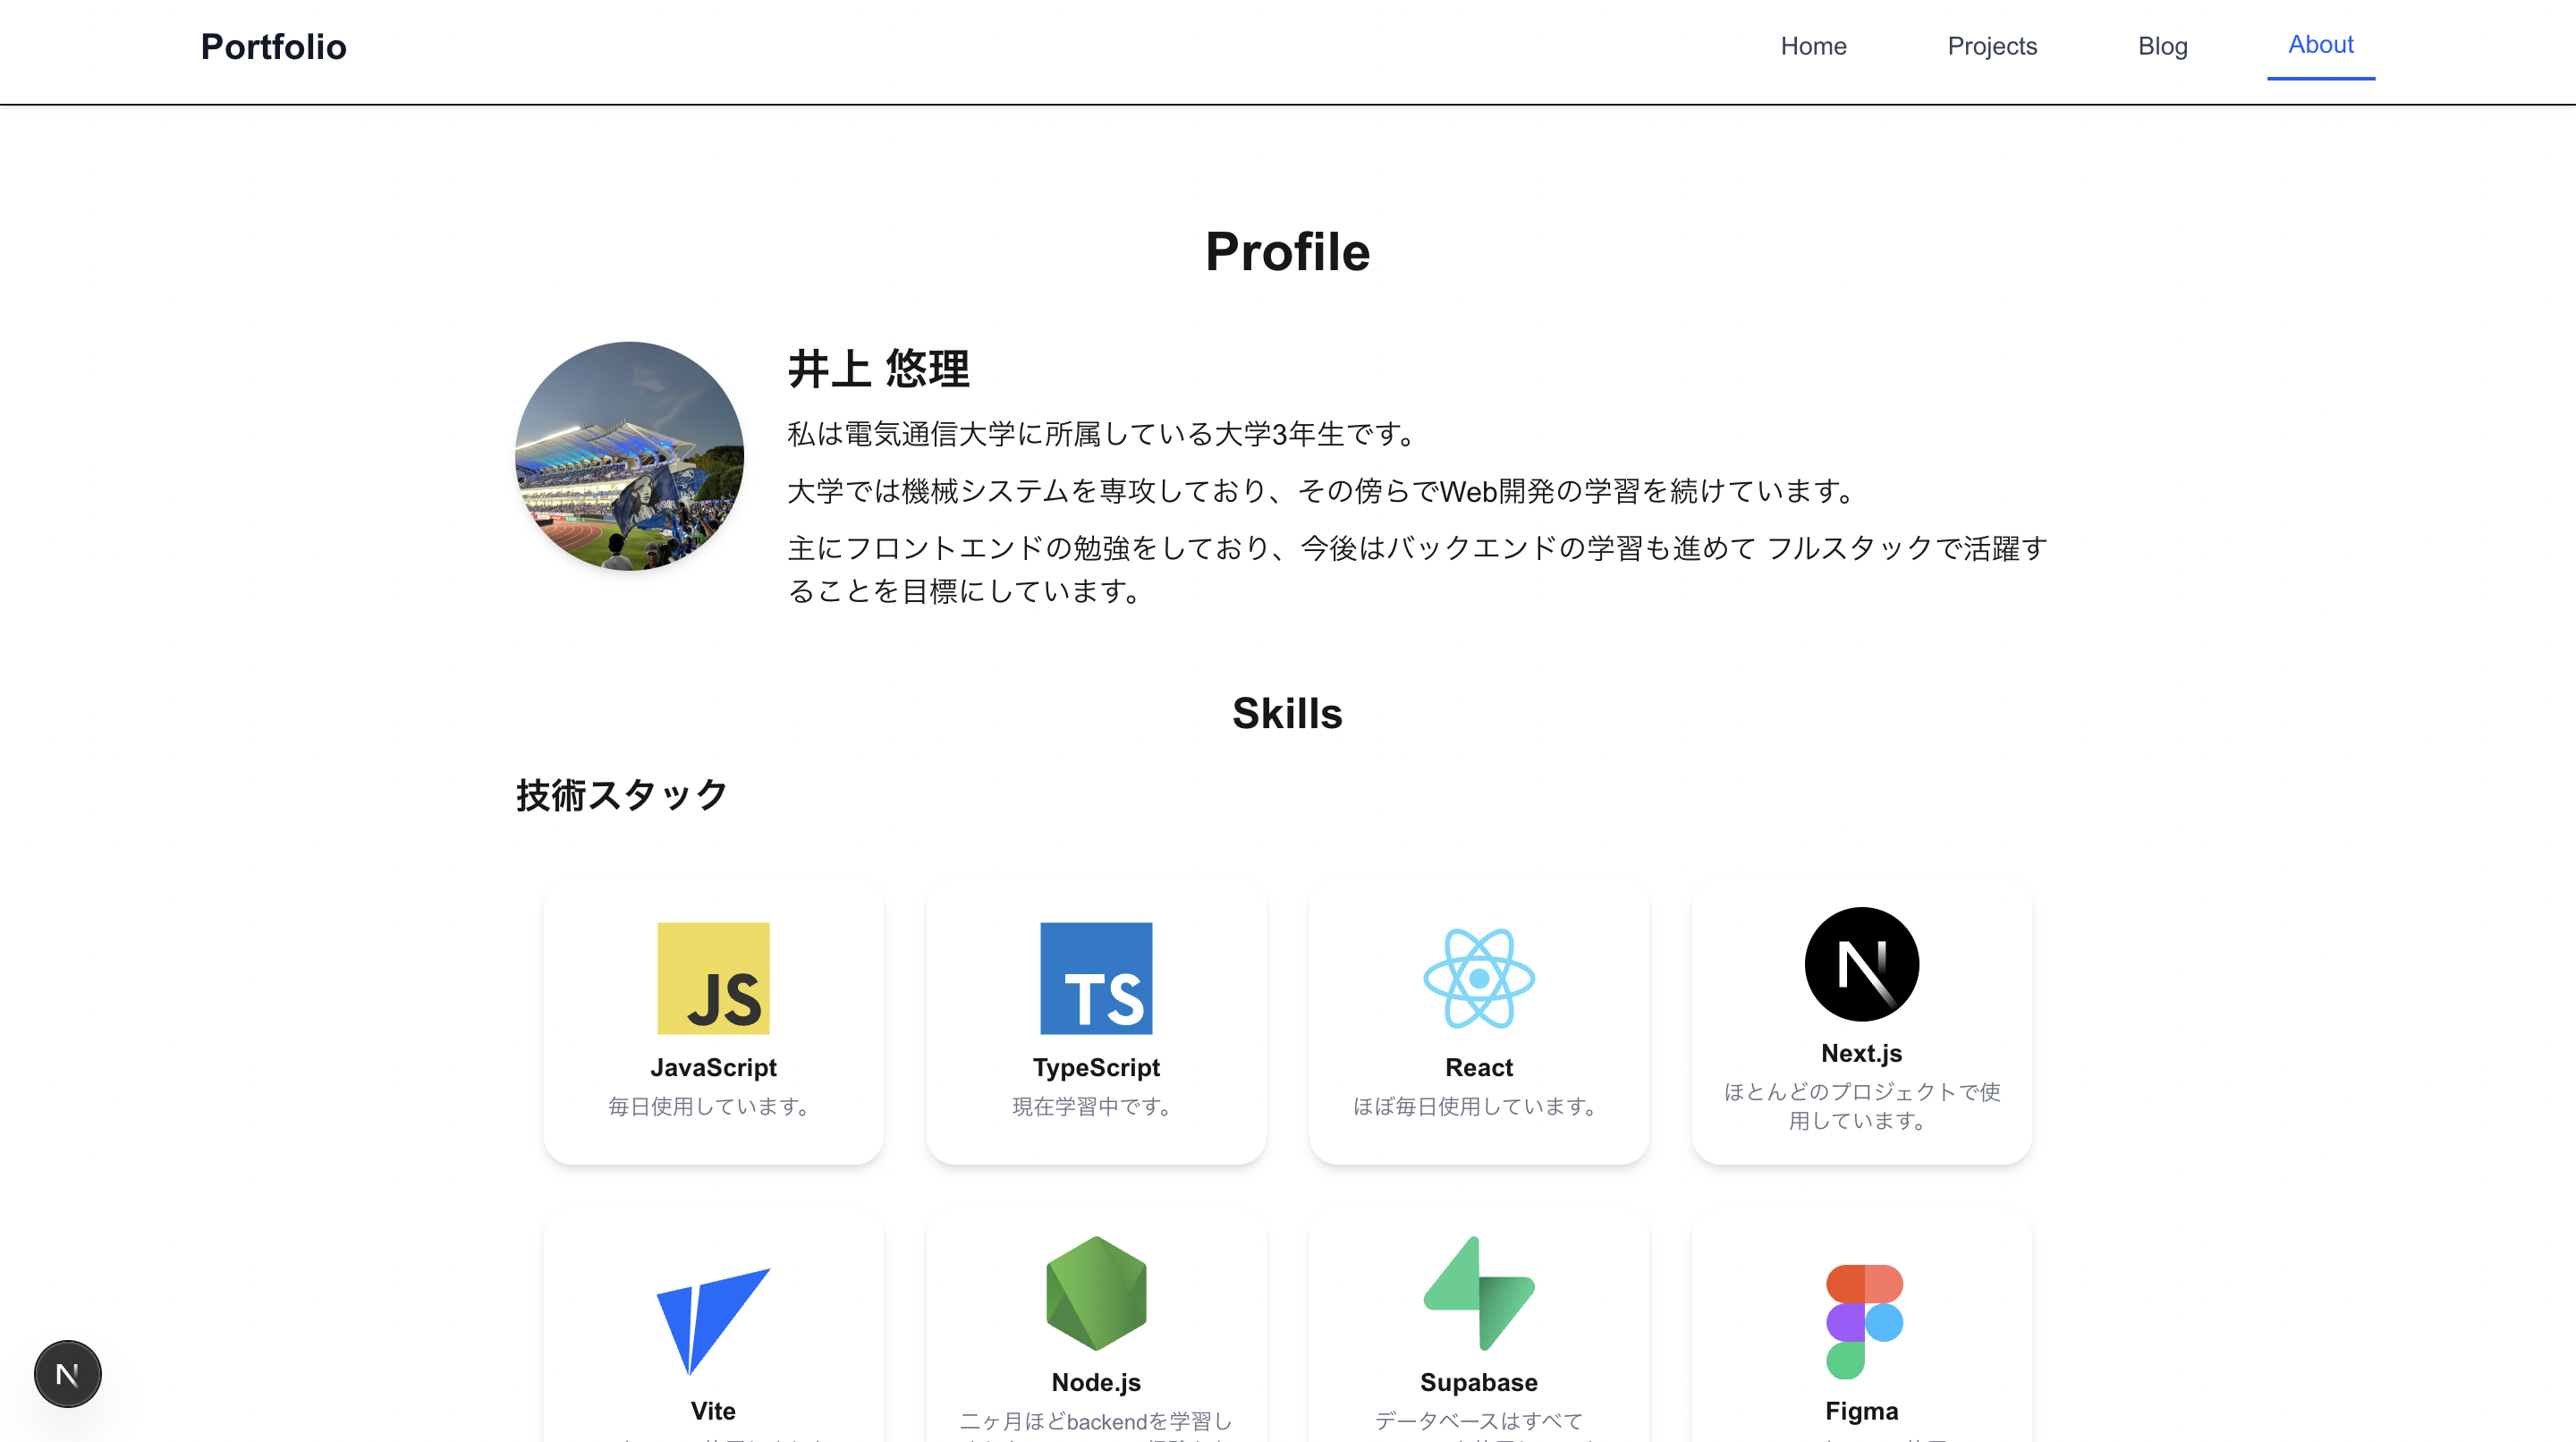 Portfolio
Home
Projects
Blog
About
Profile
井上 悠理
私は電気通信大学に所属している大学3年生です。
大学では機械システムを専攻しており、その傍らでWeb開発の学習を続けています。
主にフロントエンドの勉強をしており、今後はバックエンドの学習も進めて フルスタックで活躍す
ることを目標にしています。
Skills
技術スタック
JS
TS
N
JavaScript
TypeScript
React
Next.js
毎日使用しています。
現在学習中です。
ほぼ毎日使用しています。
ほとんどのプロジェクトで使
用しています。
N
Vite
Node.js
Supabase
Figma
二ヶ月ほどbackendを学習し
データベースはすべて